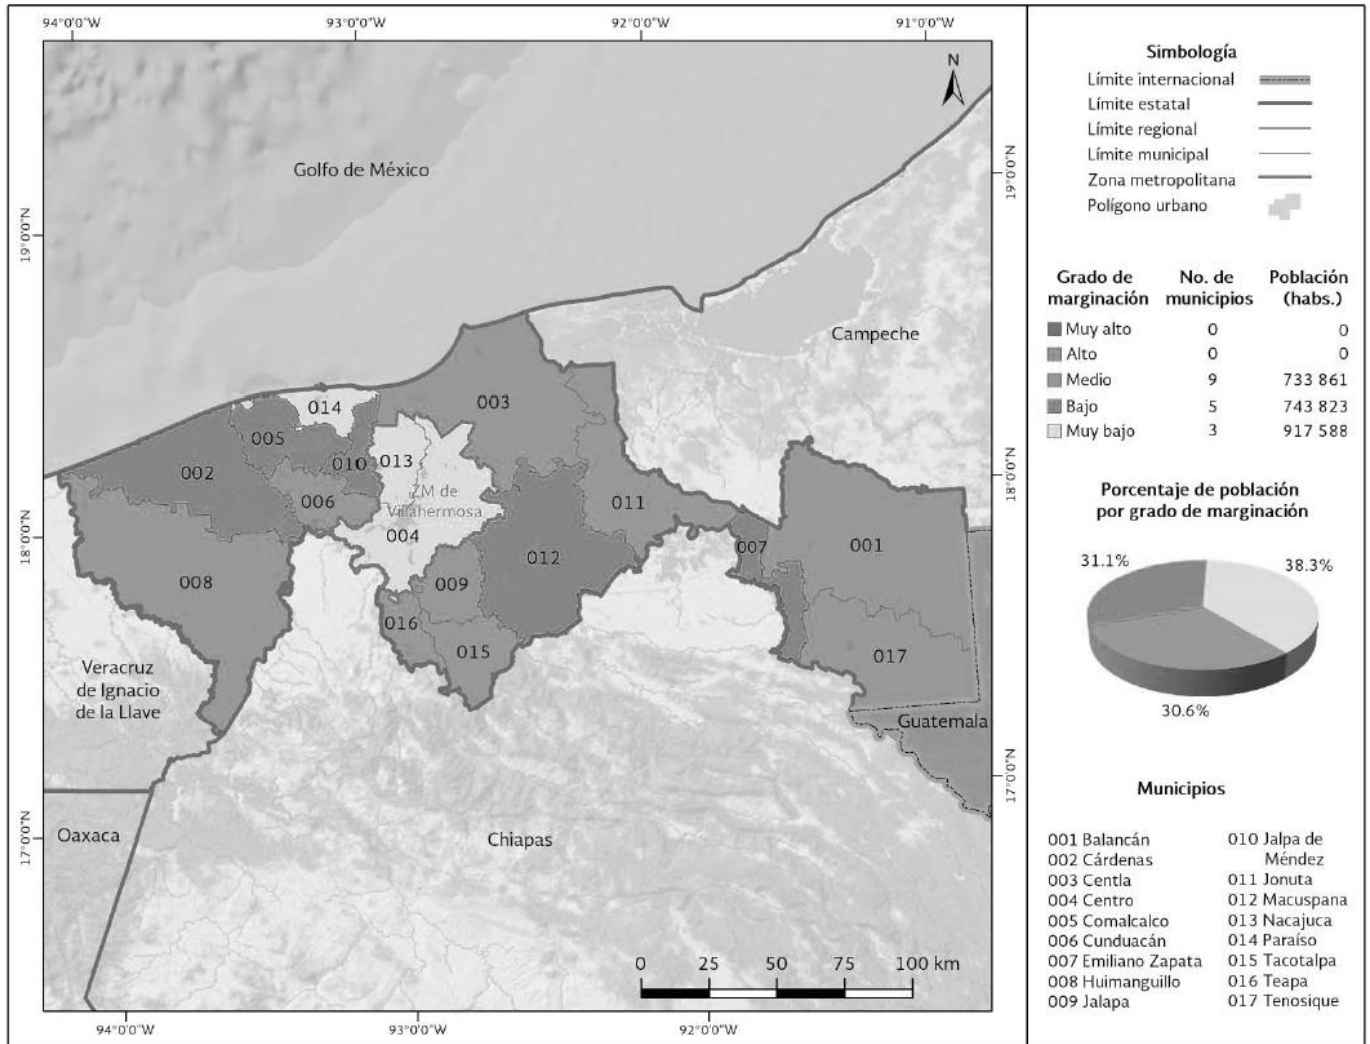 94°0'0"W 93°0'0"W 92°0'0"W 91°0'0"W
N
Golfo de México
19°0'0"N
19°0'0"N
Campeche
003
014
005
002
010
013
006
ZM de
Villahermosa
004
011
18°0'0"N
18°0'0"N
012
007
001
008
009
016
015
017
Veracruz
de Ignacio
de la Llave
Guatemala
17°0'0"N
17°0'0"N
Oaxaca
Chiapas
0 25 50 75 100 km
94°0'0"W 93°0'0"W 92°0'0"W
Simbología
Límite internacional
Límite estatal
Límite regional
Límite municipal
Zona metropolitana
Polígono urbano
Grado de No. de Población
marginación municipios (habs.)
Muy alto 0 0
Alto 0 0
Medio 9 733 861
Bajo 5 743 823
Muy bajo 3 917 588
Porcentaje de población
por grado de marginación
31.1% 38.3%
30.6%
Municipios
001 Balancán
002 Cárdenas
003 Centla
004 Centro
005 Comalcalco
006 Cunduacán
007 Emiliano Zapata
008 Huimanguillo
009 Jalapa
010 Jalpa de
Méndez
011 Jonuta
012 Macuspana
013 Nacajuca
014 Paraíso
015 Tacotalpa
016 Teapa
017 Tenosique